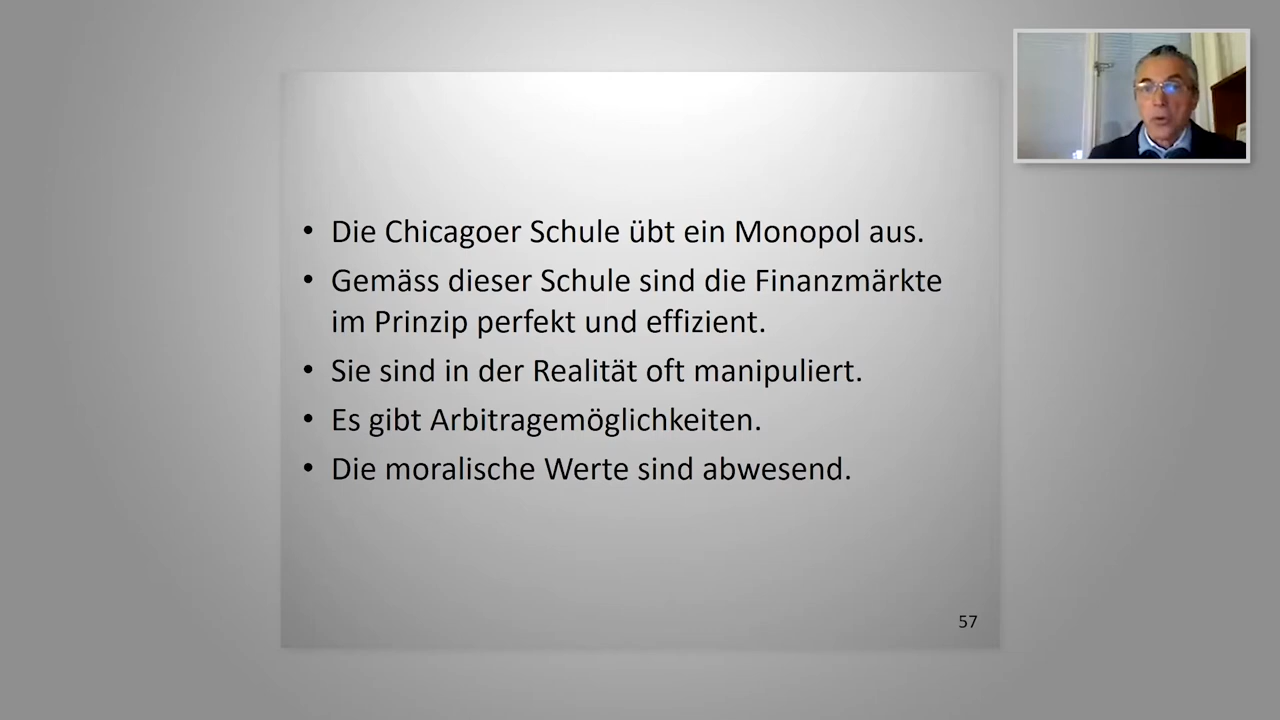 • Die Chicagoer Schule übt ein Monopol aus.
• Gemäss dieser Schule sind die Finanzmärkte
im Prinzip perfekt und effizient.
• Sie sind in der Realität oft manipuliert.
• Es gibt Arbitragemöglichkeiten.
• Die moralische Werte sind abwesend.
57